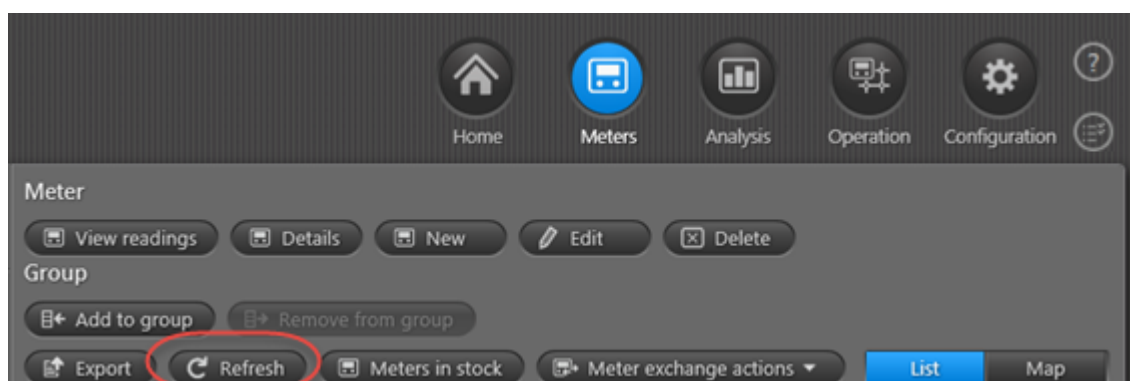 ?
Home Meters Analysis Operation Configuration
Meter
View readings Details New Edit Delete
Group
Add to group Remove from group
Export Refresh Meters in stock Meter exchange actions List Map